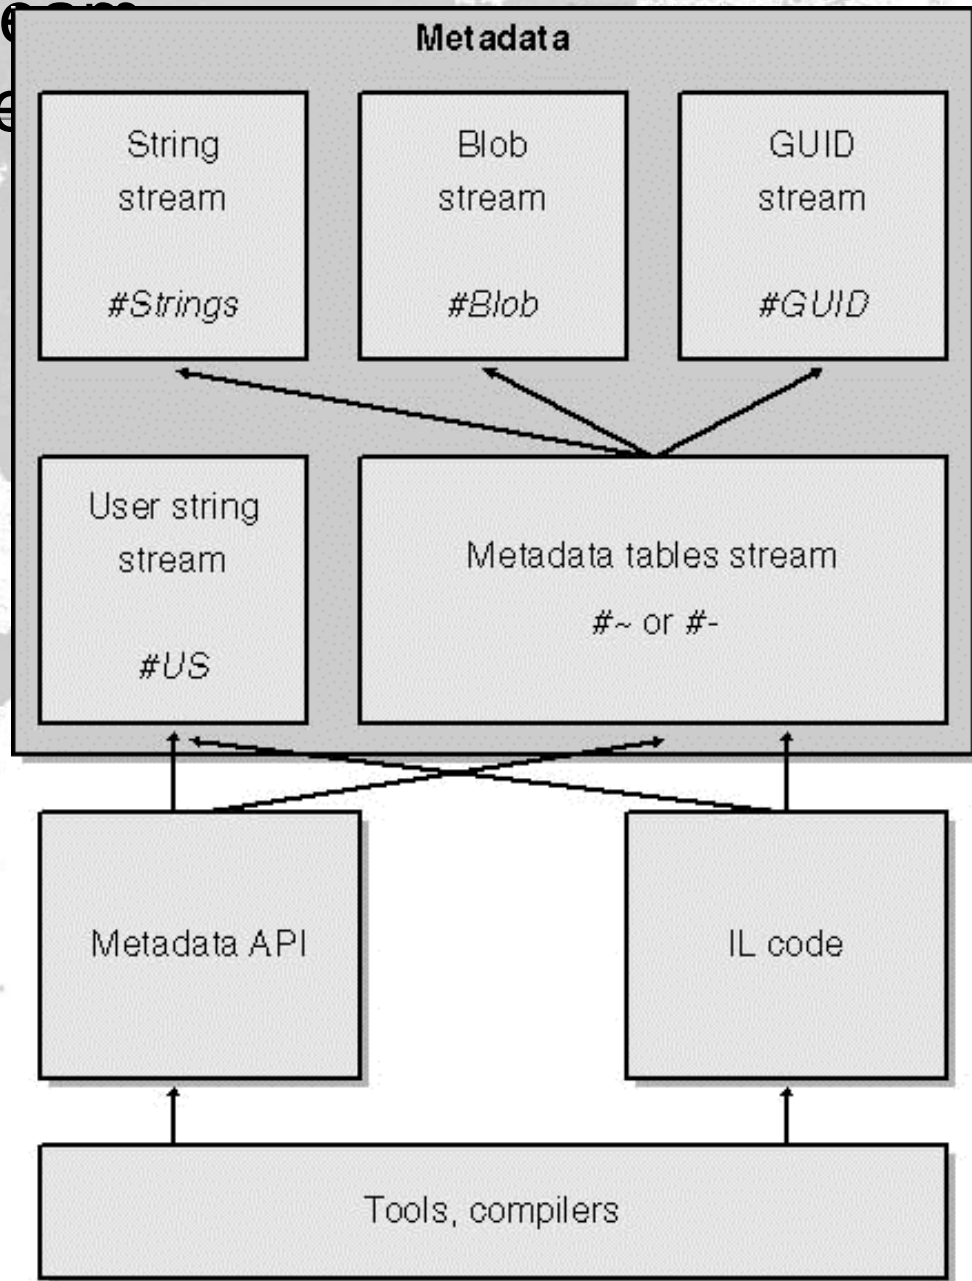 Metadata
String
stream
#Strings
Blob
stream
#Blob
GUID
stream
#GUID
User string
stream
#US
Metadata tables stream
#~ or #-
Metadata API
IL code
Tools, compilers